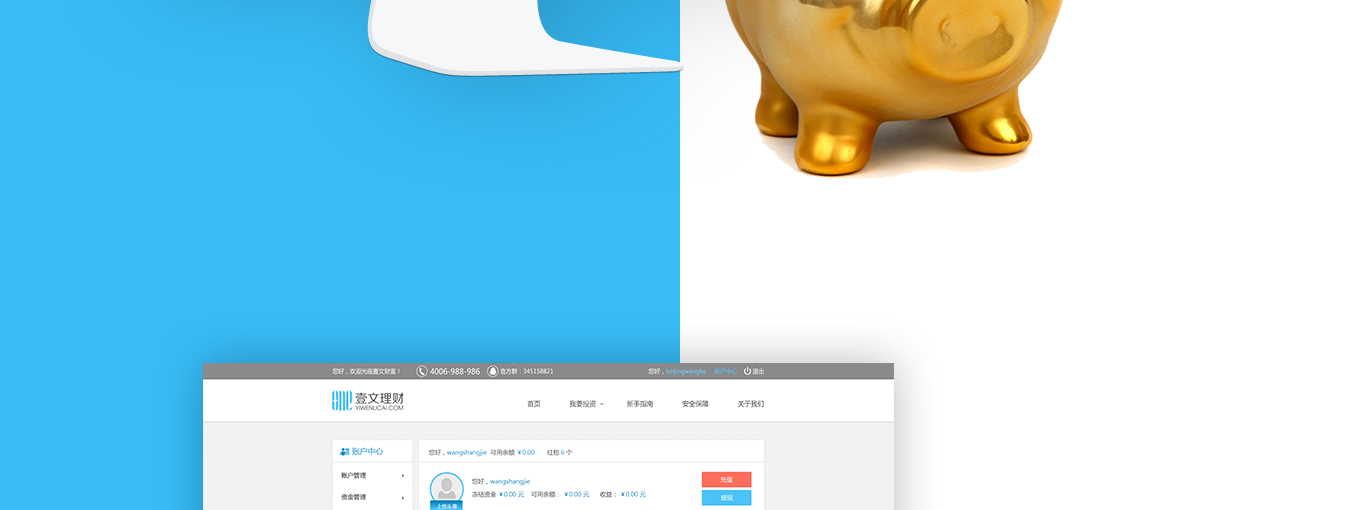 您好，欢迎光临壹文财富！ 4006-988-986 官方群：345158821 您好，beijingwangke 账户中心 退出
壹文理财
YIWENLICAI.COM
首页 我要投资 新手指南 安全保障 关于我们
账户中心
账户管理
资金管理
您好，wangshangjie 可用余额 ￥0.00 红包 6 个
您好，wangshangjie
冻结资金 ￥0.00 元 可用余额： ￥0.00 元 收益： ￥0.00 元
上传头像
充值
提现